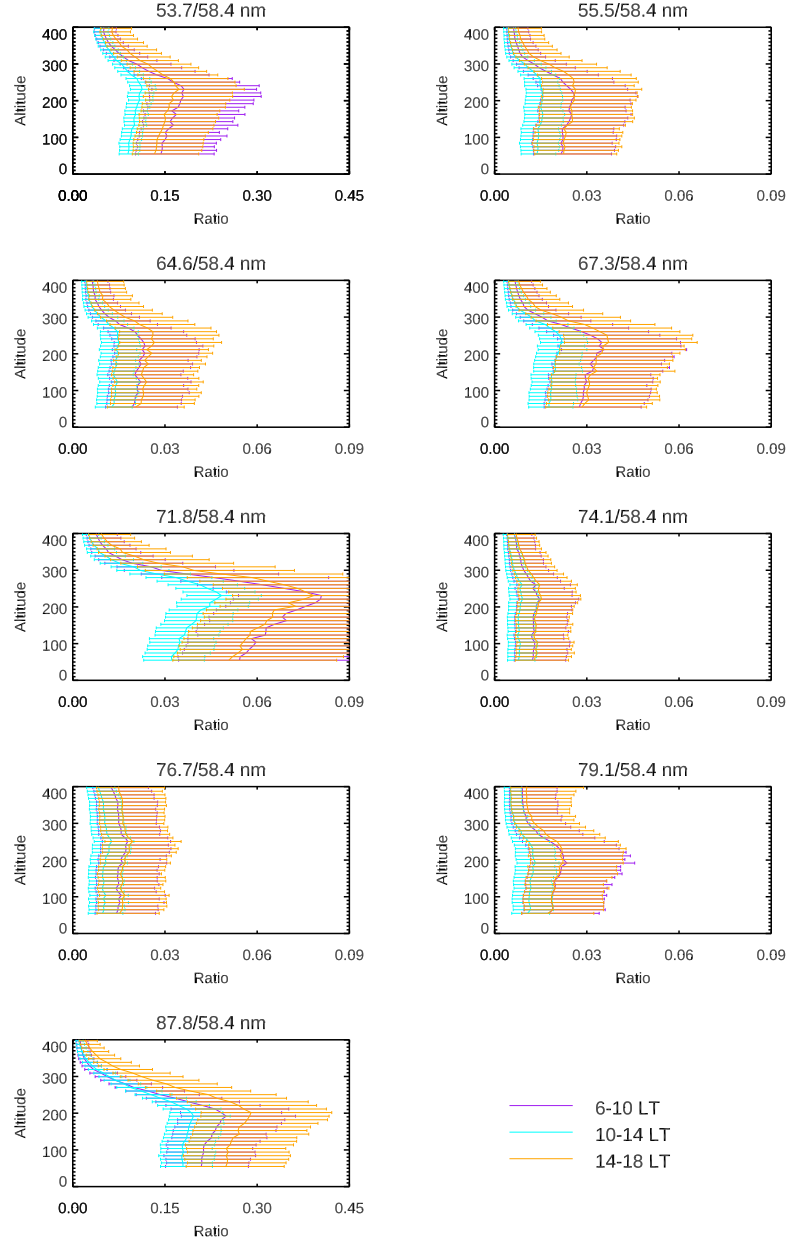 53.7/58.4 nm
55.5/58.4 nm
400
300
200
100
0
Altitude
0.00 0.15 0.30 0.45
Ratio
400
300
200
100
0
Altitude
0.00 0.03 0.06 0.09
Ratio
64.6/58.4 nm
67.3/58.4 nm
400
300
200
100
0
Altitude
0.00 0.03 0.06 0.09
Ratio
400
300
200
100
0
Altitude
0.00 0.03 0.06 0.09
Ratio
71.8/58.4 nm
74.1/58.4 nm
400
300
200
100
0
Altitude
0.00 0.03 0.06 0.09
Ratio
400
300
200
100
0
Altitude
0.00 0.03 0.06 0.09
Ratio
76.7/58.4 nm
79.1/58.4 nm
400
300
200
100
0
Altitude
0.00 0.03 0.06 0.09
Ratio
400
300
200
100
0
Altitude
0.00 0.03 0.06 0.09
Ratio
87.8/58.4 nm
400
300
200
100
0
Altitude
0.00 0.15 0.30 0.45
Ratio
6-10 LT
10-14 LT
14-18 LT